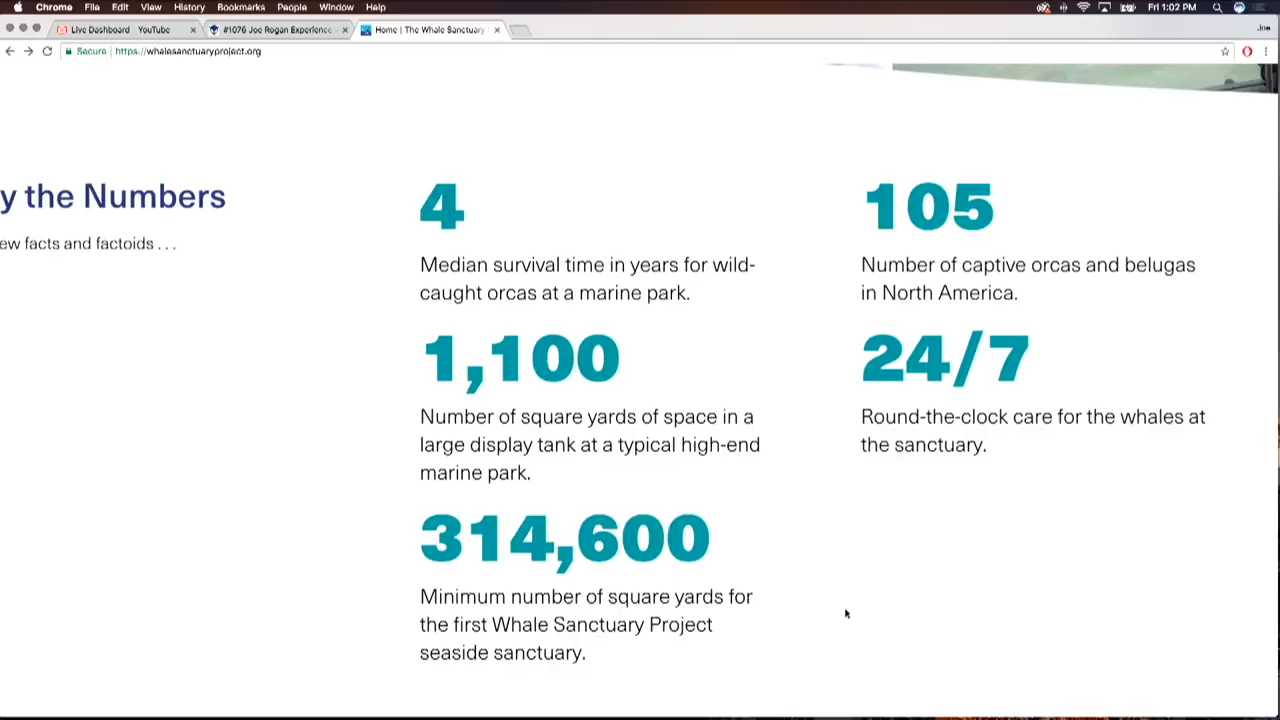 Chrome File Edit View History Bookmarks People Window Help Fri 1:02 PM
Live Dashboard YouTube
#1076 Joe Rogan Experience
Home | The Whale Sanctuary
Secure https://whalesanctuaryproject.org
y the Numbers
ew facts and factoids ...
4
Median survival time in years for wild-
caught orcas at a marine park.
105
Number of captive orcas and belugas
in North America.
1,100
Number of square yards of space in a
large display tank at a typical high-end
marine park.
24/7
Round-the-clock care for the whales at
the sanctuary.
314,600
Minimum number of square yards for
the first Whale Sanctuary Project
seaside sanctuary.